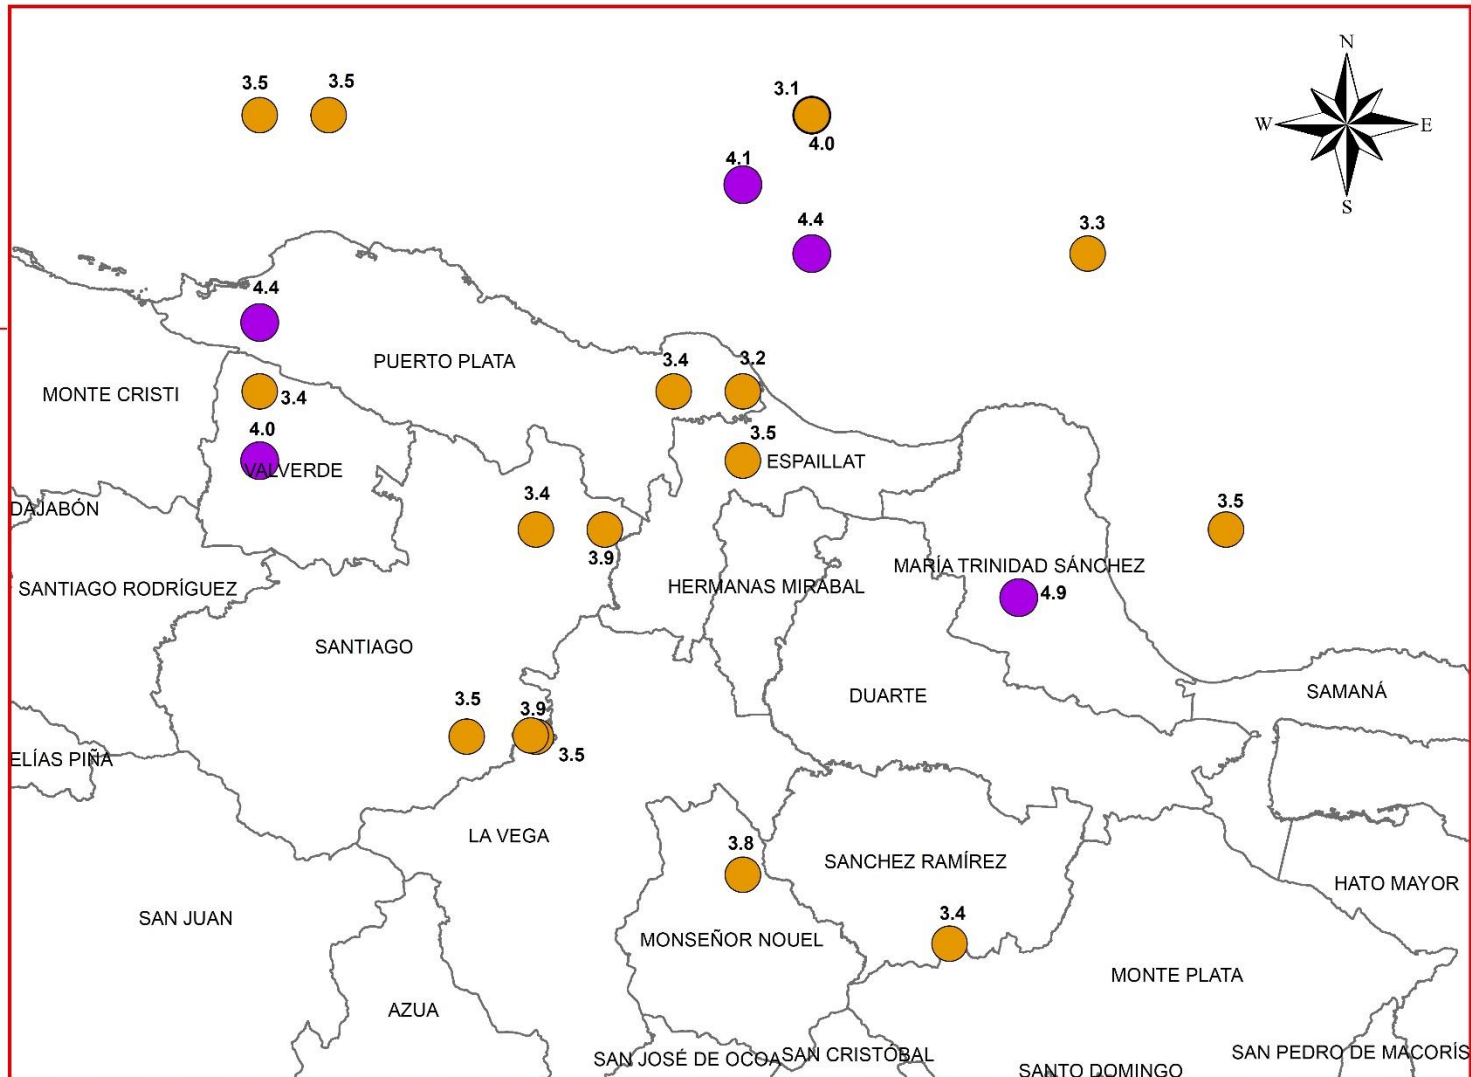 N
3.5
3.5
3.1
W
E
4.0
4.1
S
4.4
3.3
4.4
PUERTO PLATA
3.4
3.2
MONTE CRISTI
3.4
4.0
3.5
ESPAILLAT
VALVERDE
DAJABÓN
3.4
3.5
3.9
MARÍA TRINIDAD SÁNCHEZ
SANTIAGO RODRÍGUEZ
HERMANAS MIRABAL
4.9
SANTIAGO
SAMANÁ
DUARTE
3.5
3.9
3.5
ELÍAS PIÑA
LA VEGA
3.8
SANCHEZ RAMÍREZ
HATO MAYOR
SAN JUAN
3.4
MONSEÑOR NOUEL
MONTE PLATA
AZUA
SAN JOSÉ DE OCOA
SAN CRISTÓBAL
SAN PEDRO DE MACORÍS
SANTO DOMINGO